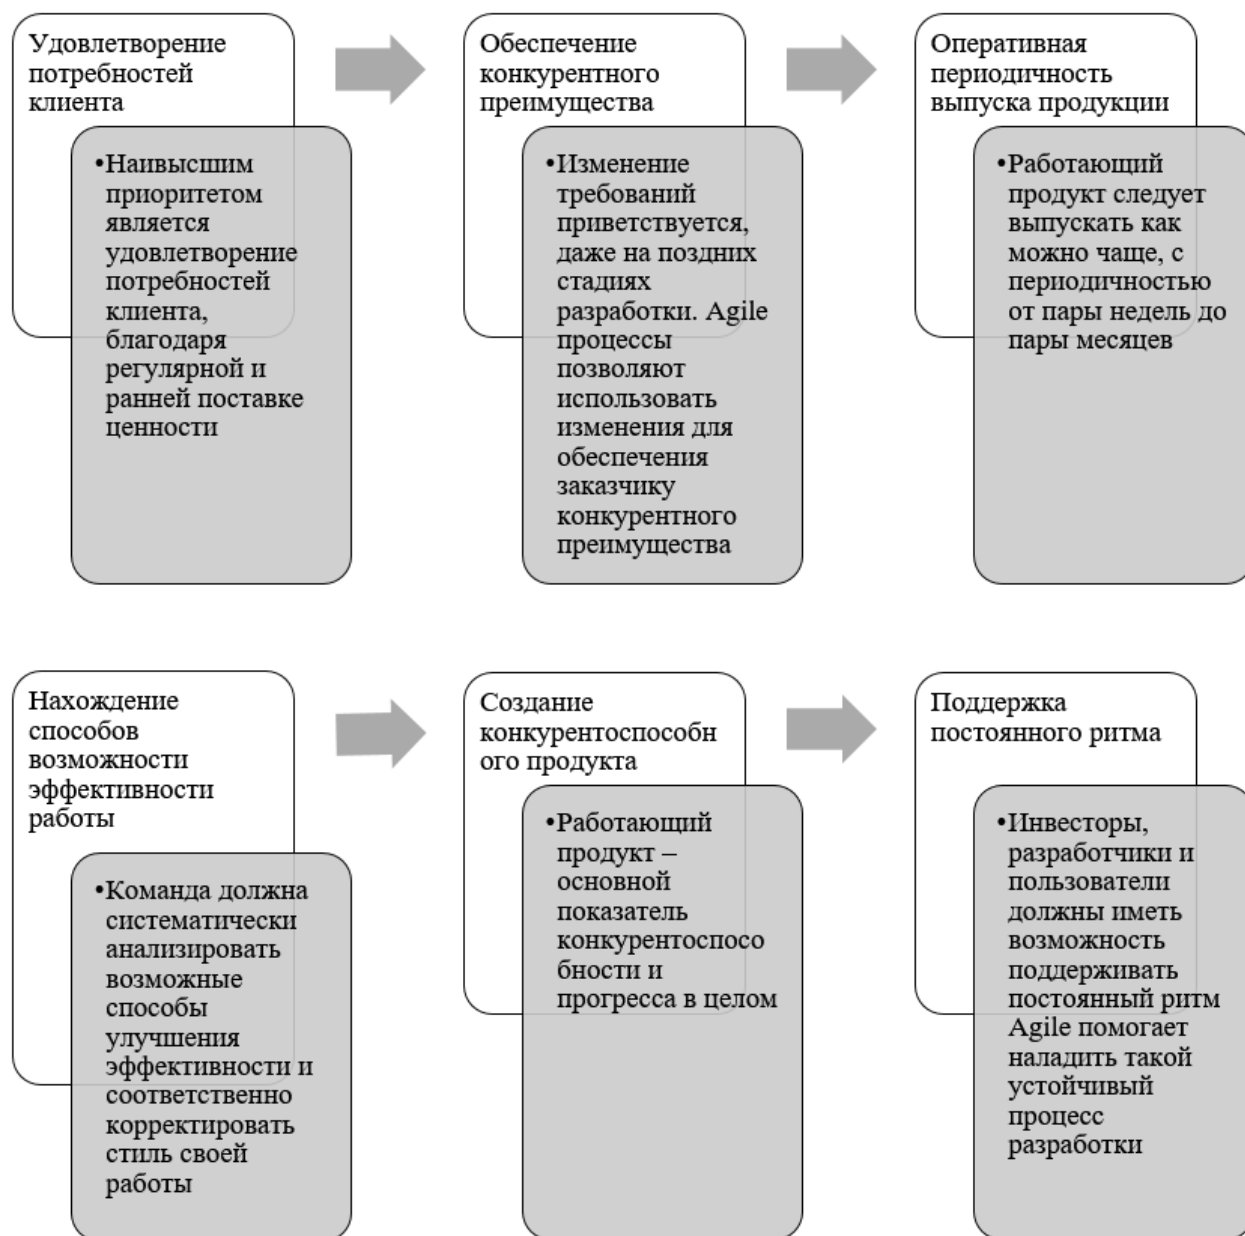 Удовлетворение
потребностей
клиента
•Наивысшим
приоритетом
является
удовлетворение
потребностей
клиента,
благодаря
регулярной и
ранней поставке
ценности
Обеспечение
конкурентного
преимущества
•Изменение
требований
приветствуется,
даже на поздних
стадиях
разработки. Agile
процессы
позволяют
использовать
изменения для
обеспечения
заказчику
конкурентного
преимущества
Оперативная
периодичность
выпуска продукции
•Работающий
продукт следует
выпускать как
можно чаще, с
периодичностью
от пары недель до
пары месяцев
Нахождение
способов
возможности
эффективности
работы
•Команда должна
систематически
анализировать
возможные
способы
улучшения
эффективности и
соответственно
корректировать
стиль своей
работы
Создание
конкурентоспособн
ого продукта
•Работающий
продукт –
основной
показатель
конкурентоспосо
бности и
прогресса в целом
Поддержка
постоянного ритма
•Инвесторы,
разработчики и
пользователи
должны иметь
возможность
поддерживать
постоянный ритм
Agile помогает
наладить такой
устойчивый
процесс
разработки